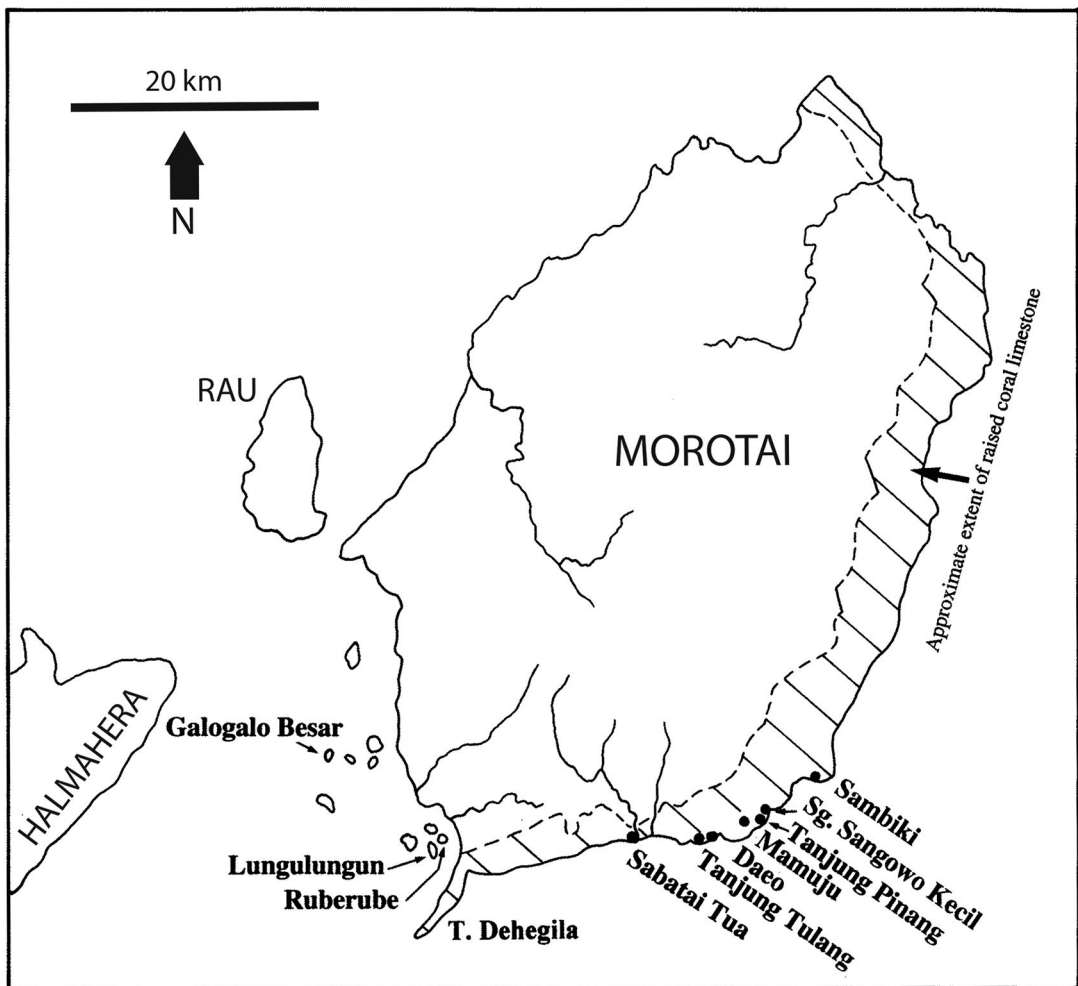 20 km
N
RAU
MOROTAI
Approximate extent of raised coral limestone
HALMAHERA
Galogalo Besar
Lungulungun
Ruberube
T. Dehegila
Sambiki
Sg. Sangowo Kecil
Tanjung Pinang
Mamuju
Daeo
Tanjung Tulang
Sabatai Tua